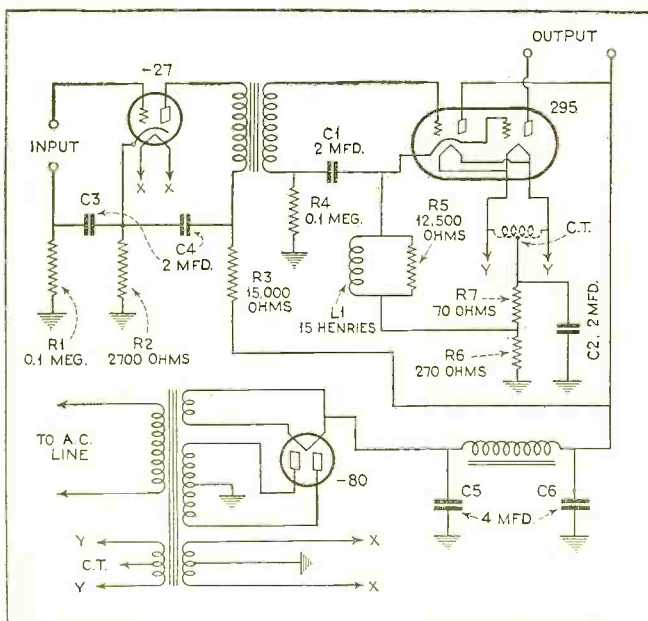 OUTPUT
-27
295
INPUT
C1
2 MFD.
X X
C3
C4
2 MFD.
R4
0.1 MEG.
R5
12,500
OHMS
C.T.
Y Y
R3
15,000
OHMS
L1
15 HENRIES
R7
70 OHMS
C2, 2MFD.
R1
0.1 MEG.
R2
2700 OHMS
R6
270 OHMS
TO A.C.
LINE
-80
C5
C6
4 MFD.
Y
X
C.T.
Y
X